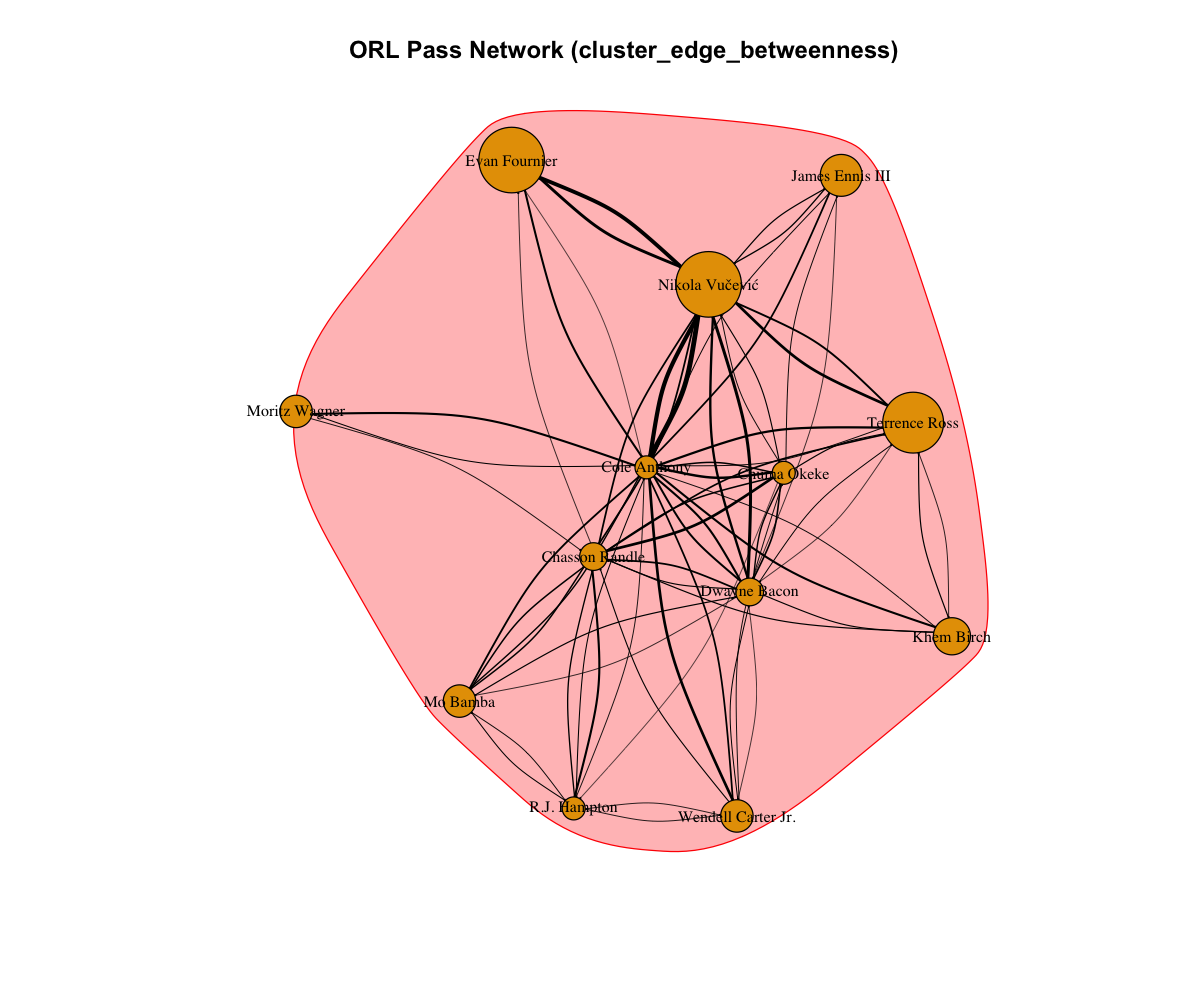 ORL Pass Network (cluster_edge_betweenness)
Evan Fournier
James Ennis III
Nikola Vučević
Moritz Wagner
Terrence Ross
Cole Anthony
Chuma Okeke
Chasson Randle
Dwayne Bacon
Khem Birch
Mo Bamba
R.J. Hampton
Wendell Carter Jr.